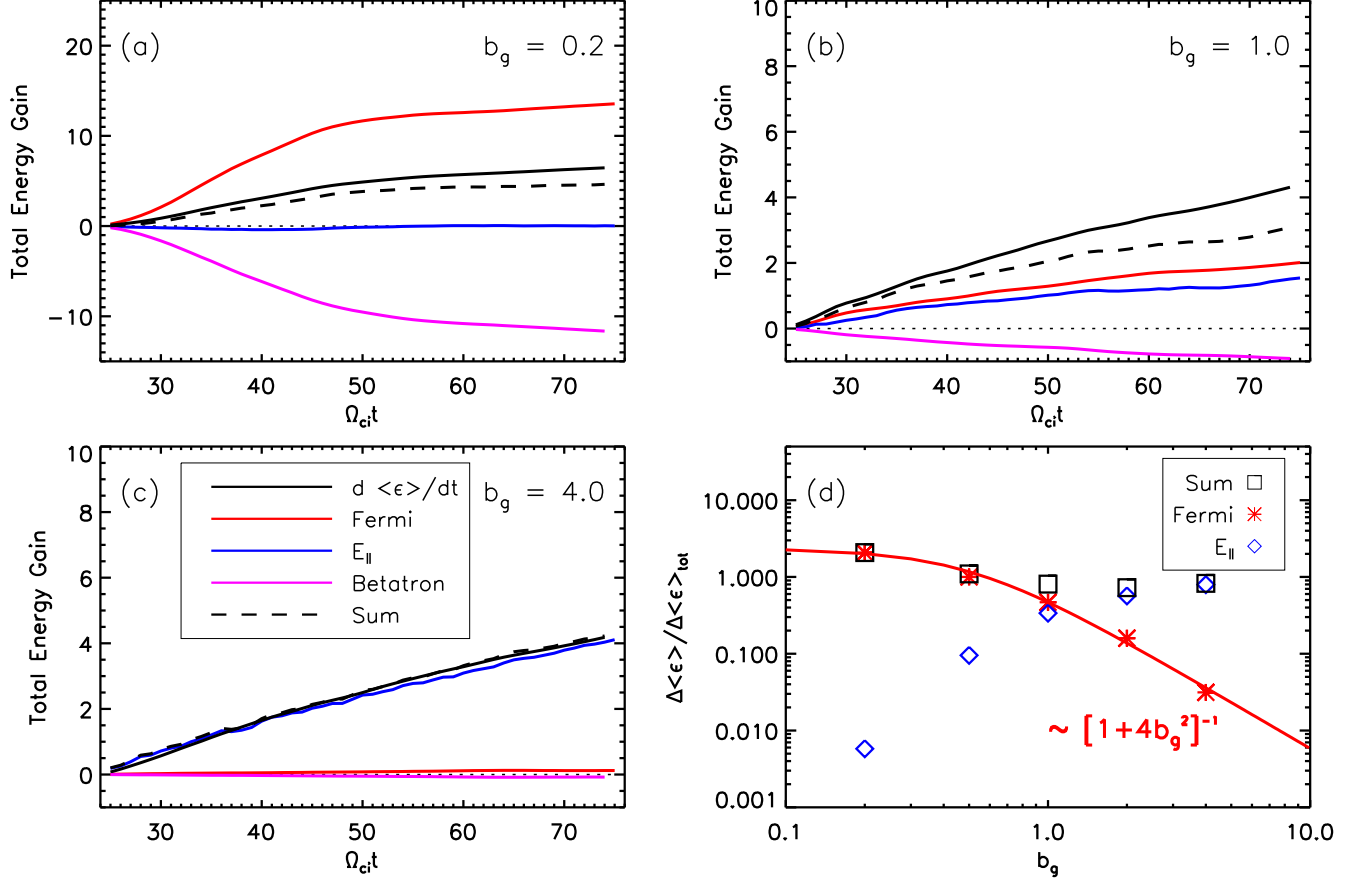 (a) b_g = 0.2
Total Energy Gain
20
10
0
−10
30 40 50 60 70
Ω_ci t
(b) b_g = 1.0
Total Energy Gain
10
8
6
4
2
0
30 40 50 60 70
Ω_ci t
(c) b_g = 4.0
Total Energy Gain
10
8
6
4
2
0
d <ϵ>/dt
Fermi
E_∥
Betatron
Sum
30 40 50 60 70
Ω_ci t
(d)
Δ<ϵ>/Δ<ϵ>_tot
10.000
1.000
0.100
0.010
0.001
Sum
Fermi
E_∥
~ [1+4b_g²]⁻¹
0.1 1.0 10.0
b_g